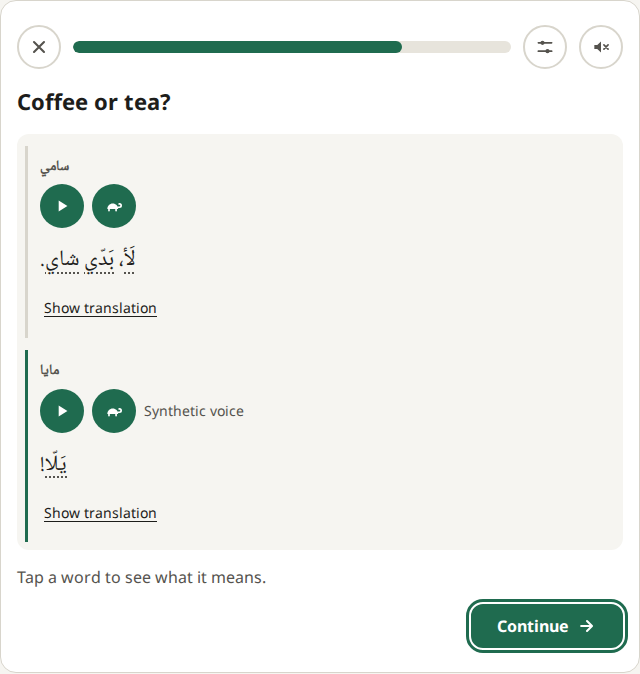 Coffee or tea?
سامي
لَأ، بَدّي شاي.
Show translation
مايا
Synthetic voice
يَلّا!
Show translation
Tap a word to see what it means.
Continue